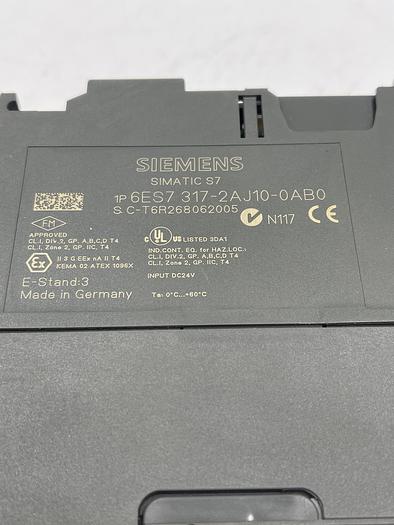 SIEMENS
SIMATIC S7
1P 6ES7 317-2AJ10-0AB0
S C-T6R268062005
N117 CE
FM
APPROVED
CL.I, Div.2, GP. A,B,C,D T4
CL.I, Zone 2, GP. IIC, T4
Ex II 3 G EEx nA II T4
KEMA 02 ATEX 1096X
E-Stand:3
Made in Germany
C UL US LISTED 3DA1
IND.CONT. EQ. for HAZ.LOC.:
CL.I, DIV.2, GP. A,B,C,D T4
CL.I, Zone 2, GP. IIC, T4
INPUT DC24V
Ta: 0°C...+60°C